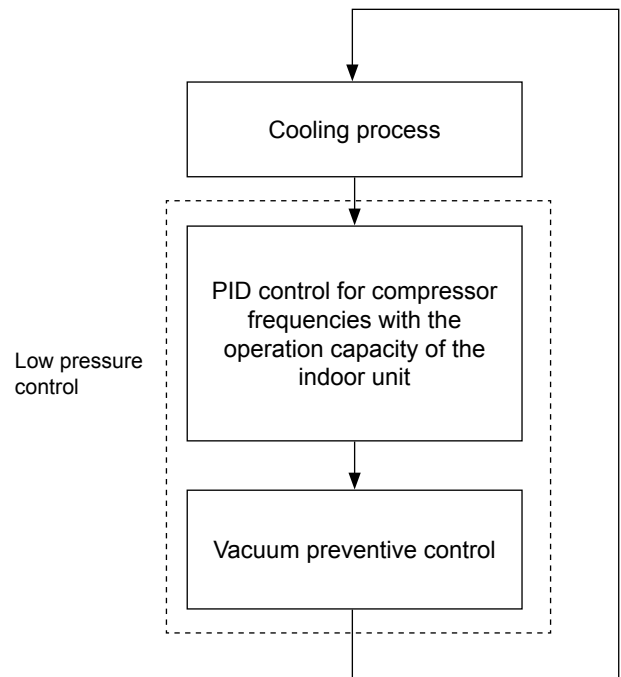 Cooling process
PID control for compressor
frequencies with the
operation capacity of the
indoor unit
Low pressure
control
Vacuum preventive control